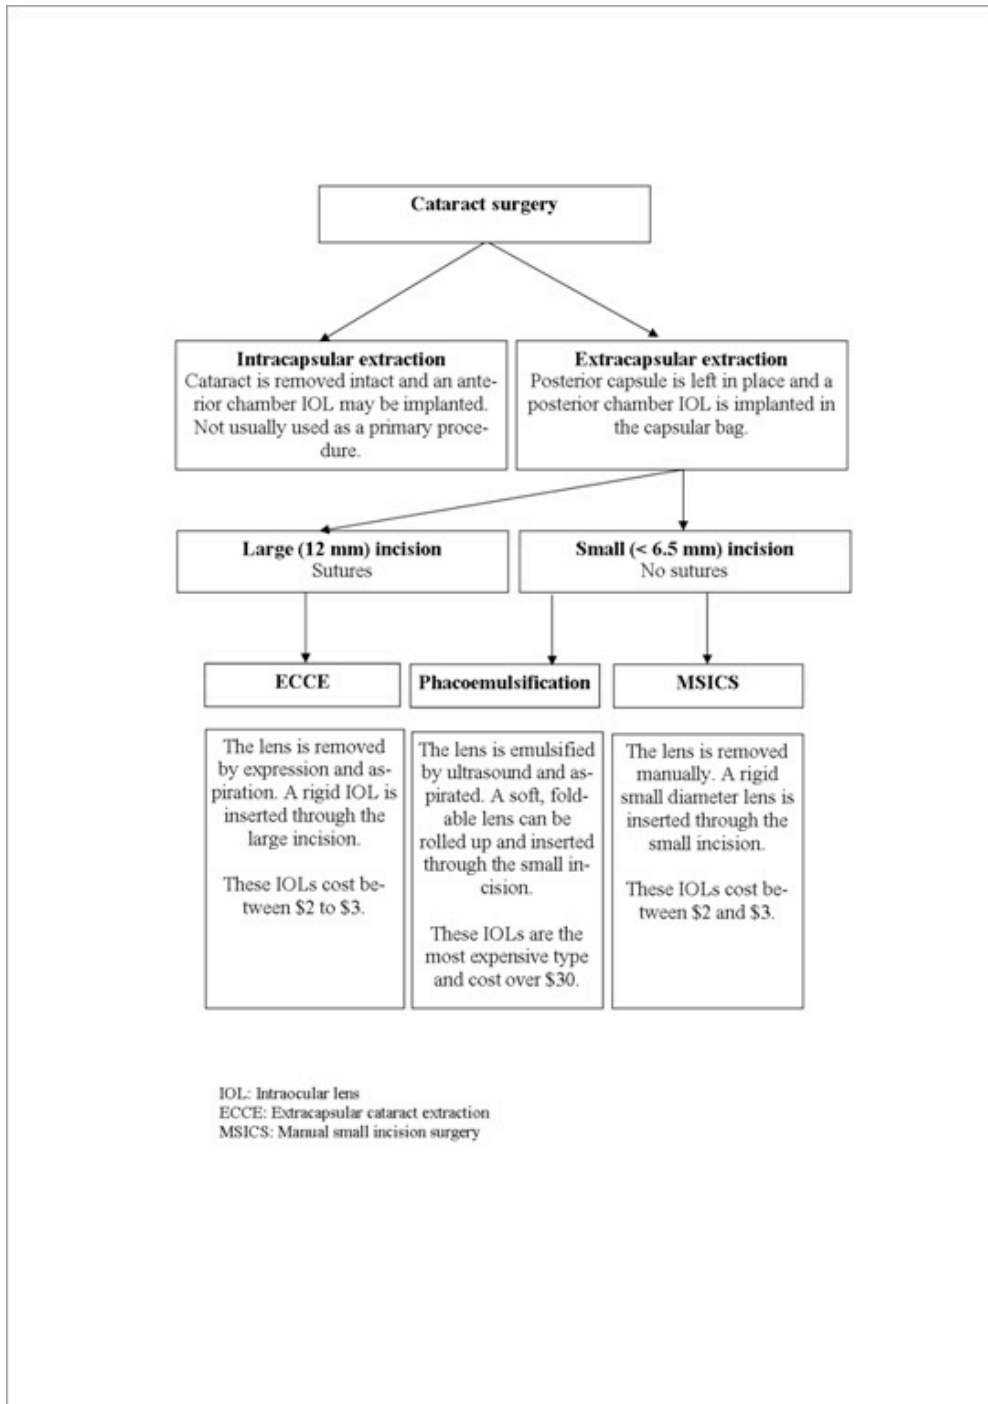 Cataract surgery
Intracapsular extraction
Cataract is removed intact and an ante-
rior chamber IOL may be implanted.
Not usually used as a primary proce-
dure.
Extracapsular extraction
Posterior capsule is left in place and a
posterior chamber IOL is implanted in
the capsular bag.
Large (12 mm) incision
Sutures
Small (< 6.5 mm) incision
No sutures
ECCE
Phacoemulsification
MSICS
The lens is removed
by expression and as-
piration. A rigid IOL is
inserted through the
large incision.
These IOLs cost be-
tween $2 to $3.
The lens is emulsified
by ultrasound and as-
pirated. A soft, fold-
able lens can be
rolled up and inserted
through the small in-
cision.
These IOLs are the
most expensive type
and cost over $30.
The lens is removed
manually. A rigid
small diameter lens is
inserted through the
small incision.
These IOLs cost be-
tween $2 and $3.
IOL: Intraocular lens
ECCE: Extracapsular cataract extraction
MSICS: Manual small incision surgery